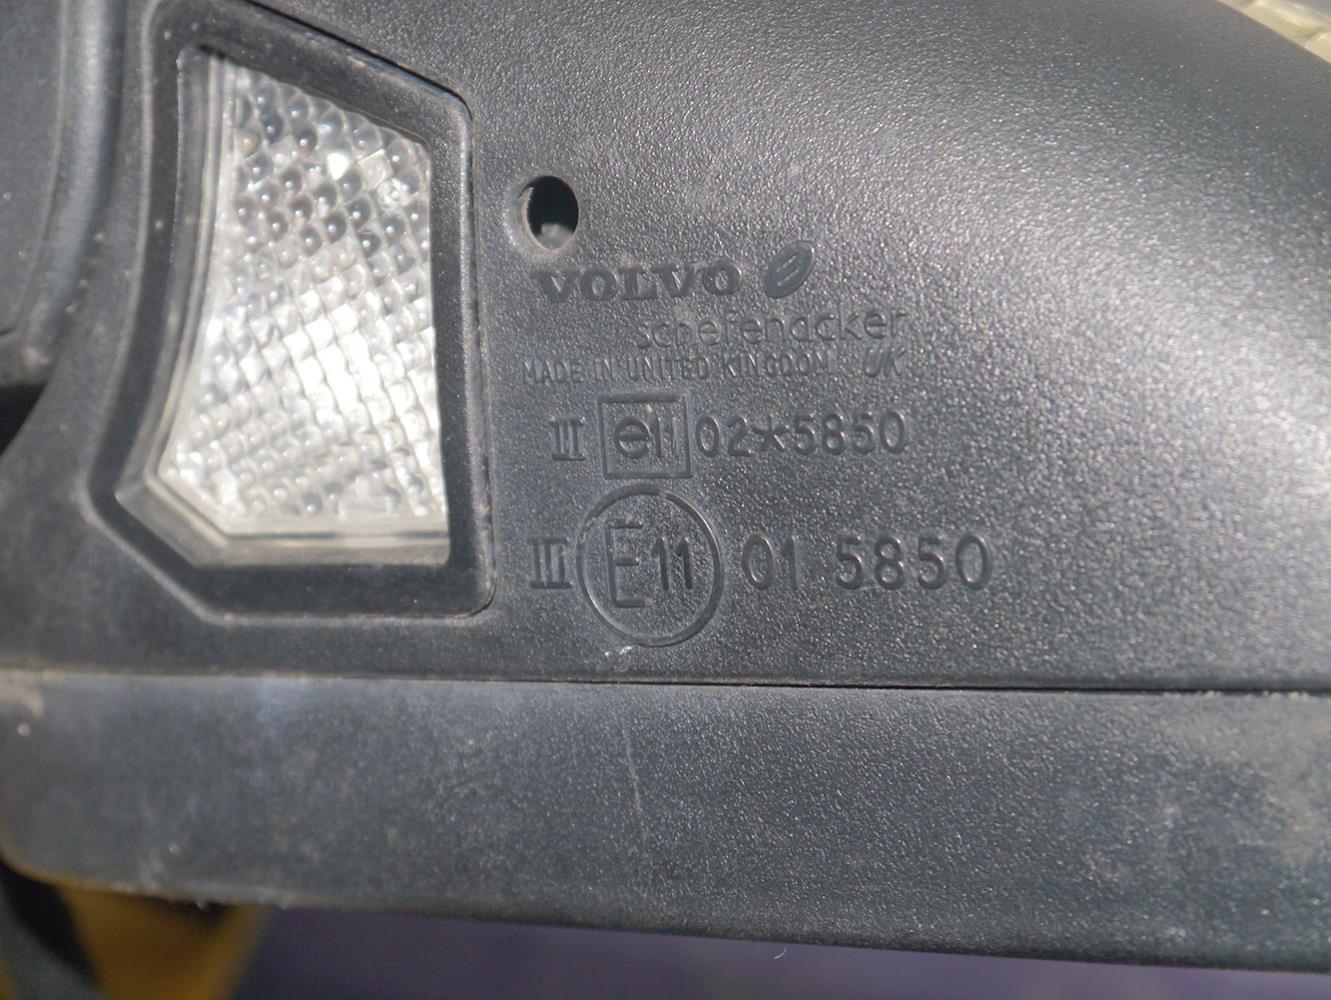 VOLVO
schefenacker
MADE IN UNITED KINGDOM UK
III e11 02*5850
III E11 01 5850